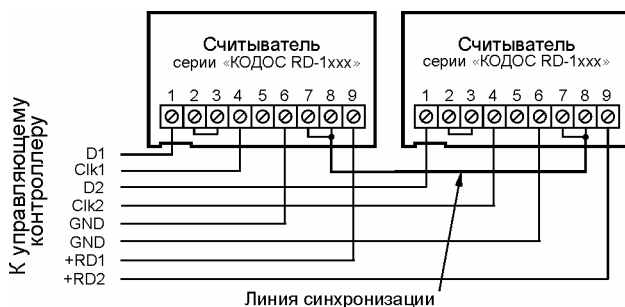 Считыватель
серии «КОДОС RD-1xxx»
1 2 3 4 5 6 7 8 9
Считыватель
серии «КОДОС RD-1xxx»
1 2 3 4 5 6 7 8 9
К управляющему
контроллеру
D1
Clk1
D2
Clk2
GND
GND
+RD1
+RD2
Линия синхронизации